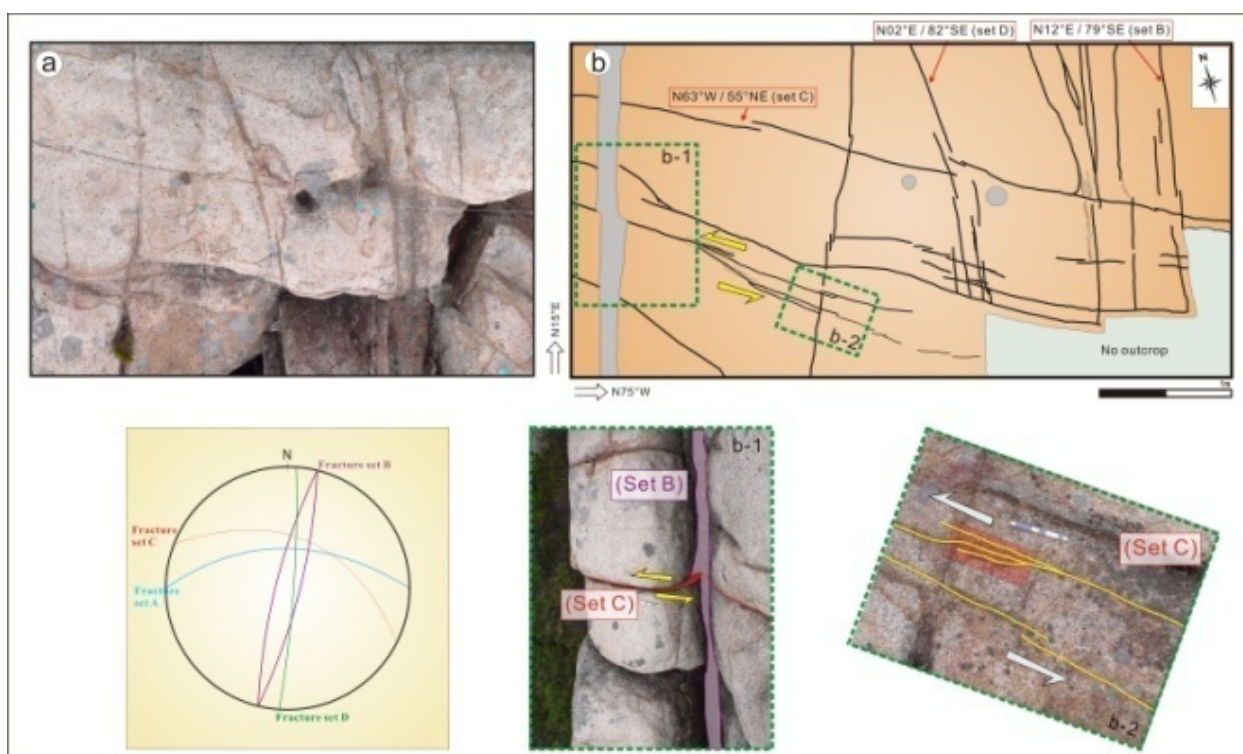 a
b
N02°E / 82°SE (set D)
N12°E / 79°SE (set B)
N
N63°W / 55°NE (set C)
b-1
b-2
No outcrop
N15°E
N75°W
1m
N
Fracture set B
Fracture
set C
Fracture
set A
Fracture set D
b-1
(Set B)
(Set C)
(Set C)
b-2